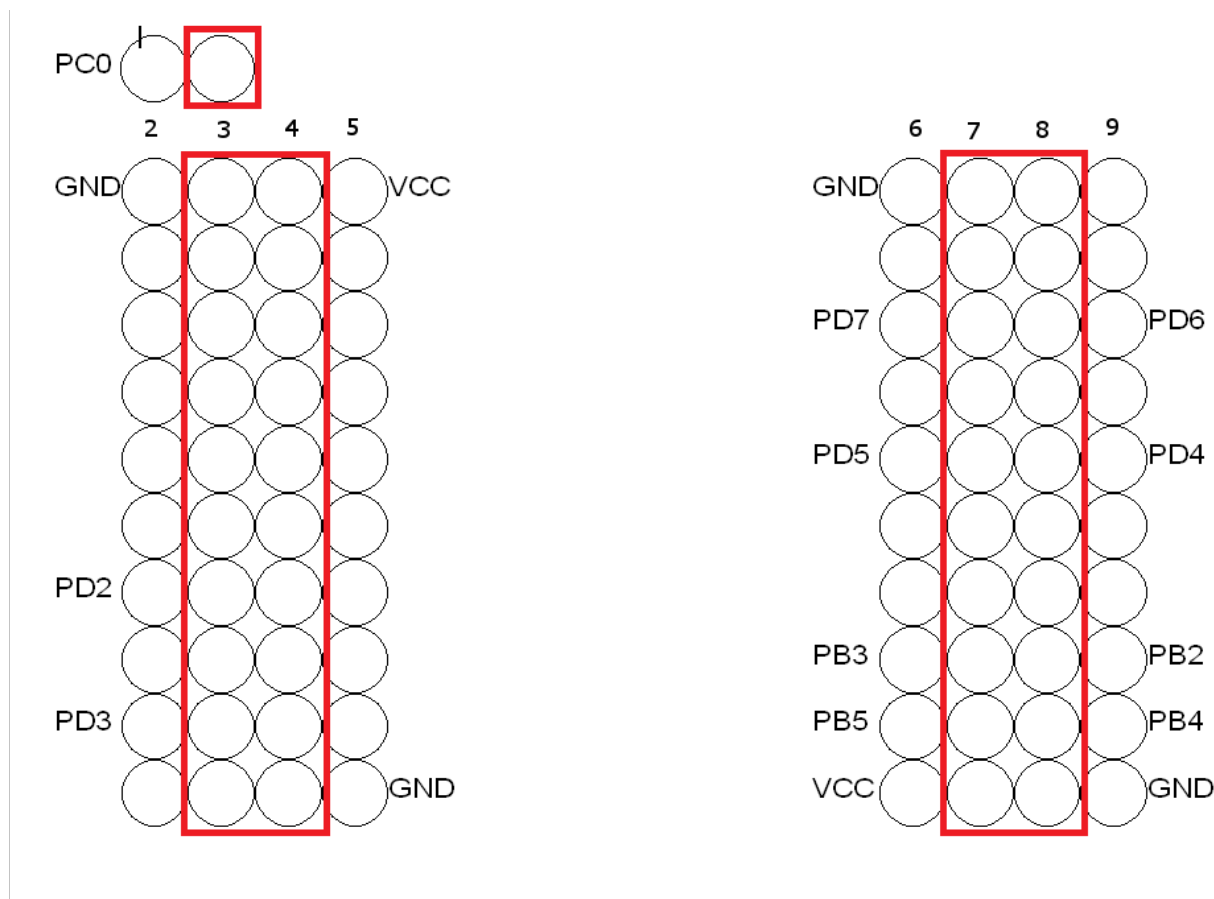 I
PC0
2 3 4 5 6 7 8 9
GND VCC GND
PD7 PD6
PD5 PD4
PD2
PB3 PB2
PD3 PB5 PB4
GND VCC GND